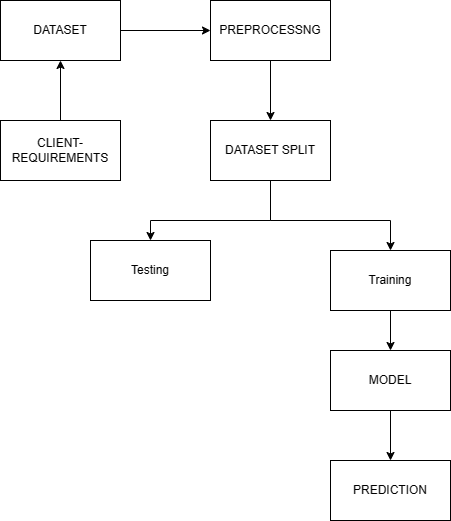 DATASET
PREPROCESSNG
CLIENT-
REQUIREMENTS
DATASET SPLIT
Testing
Training
MODEL
PREDICTION